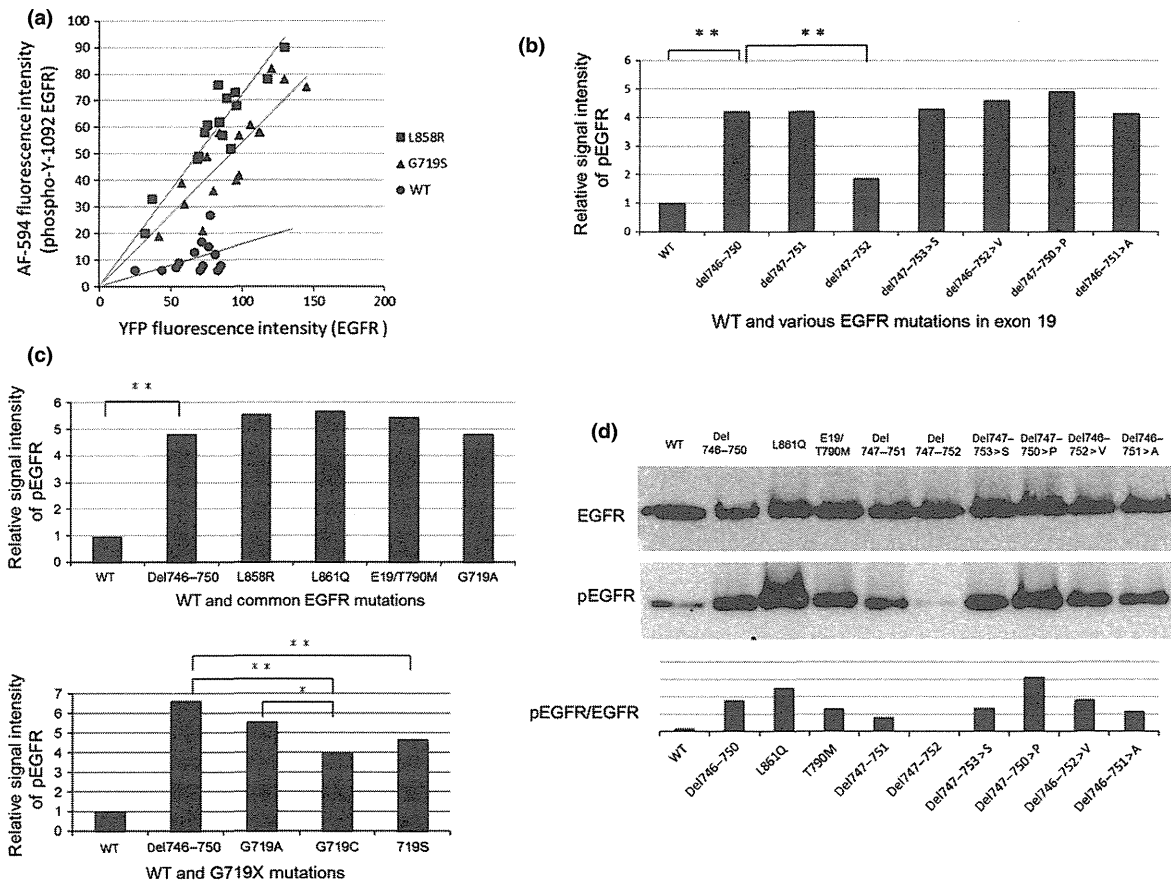 (a)
100
90
80
70
60
50
40
30
20
10
0
0
50
100
150
200
AF-594 fluorescence intensity
(phospho-Y-1092 EGFR)
YFP fluorescence intensity (EGFR )
L858R
G719S
WT
(b)
**
**
6
5
4
3
2
1
0
Relative signal intensity
of pEGFR
WT
del746–750
del747–751
del747–752
del747–753>S
del746–752>V
del747–750>P
del746–751>A
WT and various EGFR mutations in exon 19
(c)
**
6
5
4
3
2
1
0
Relative signal intensity
of pEGFR
WT Del746–750 L858R L861Q E19/T790M G719A
WT and common EGFR mutations
**
**
*
7
6
5
4
3
2
1
0
Relative signal intensity
of pEGFR
WT Del746–750 G719A G719C 719S
WT and G719X mutations
(d)
WT
Del
746–750
L861Q
E19/
T790M
Del
747–751
Del
747–752
Del747–
753>S
Del747–
750>P
Del746–
752>V
Del746–
751>A
EGFR
pEGFR
pEGFR/EGFR
WT
Del746–750
L861Q
T790M
Del747–751
Del747–752
Del747–753>S
Del747–750>P
Del746–752>V
Del746–751>A